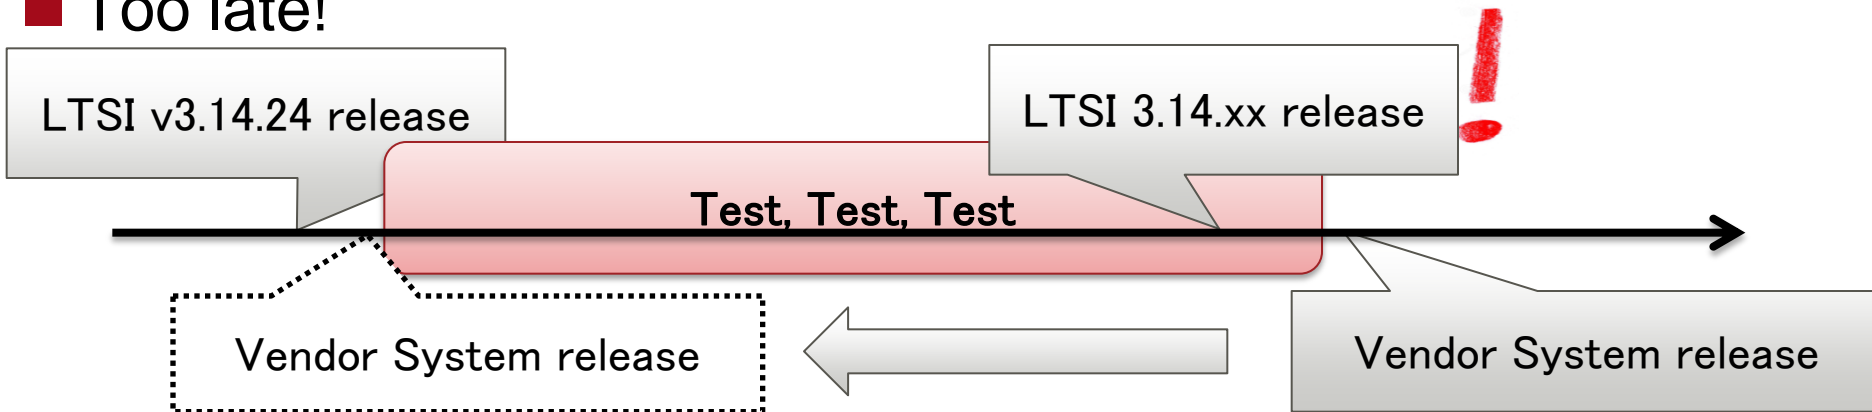 Too late!
LTSI v3.14.24 release
LTSI 3.14.xx release
Test, Test, Test
Vendor System release
Vendor System release